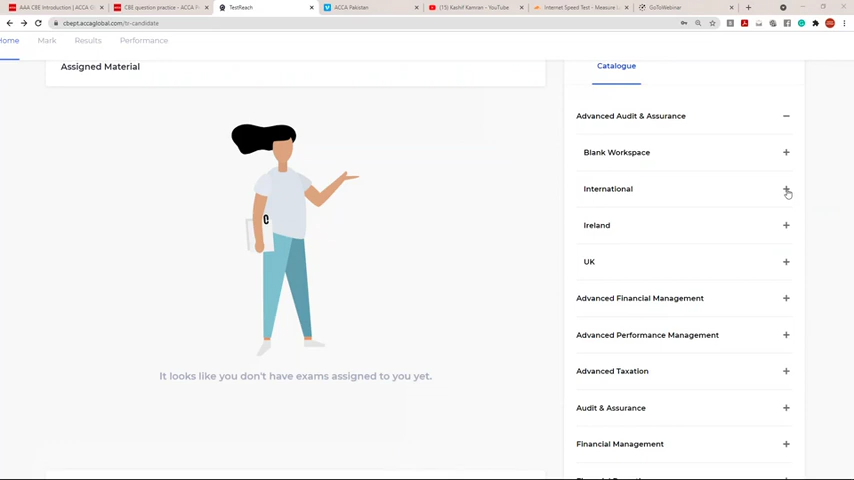 AAA CBE Introduction | ACCA G
CBE question practice - ACCA P
TestReach
ACCA Pakistan
(15) Kashif Kamran - YouTube
Internet Speed Test - Measure
GoToWebinar
cbept.accaglobal.com/tr-candidate
Home
Mark
Results
Performance
Assigned Material
Catalogue
Advanced Audit & Assurance
Blank Workspace
International
Ireland
UK
Advanced Financial Management
Advanced Performance Management
Advanced Taxation
Audit & Assurance
Financial Management
It looks like you don't have exams assigned to you yet.